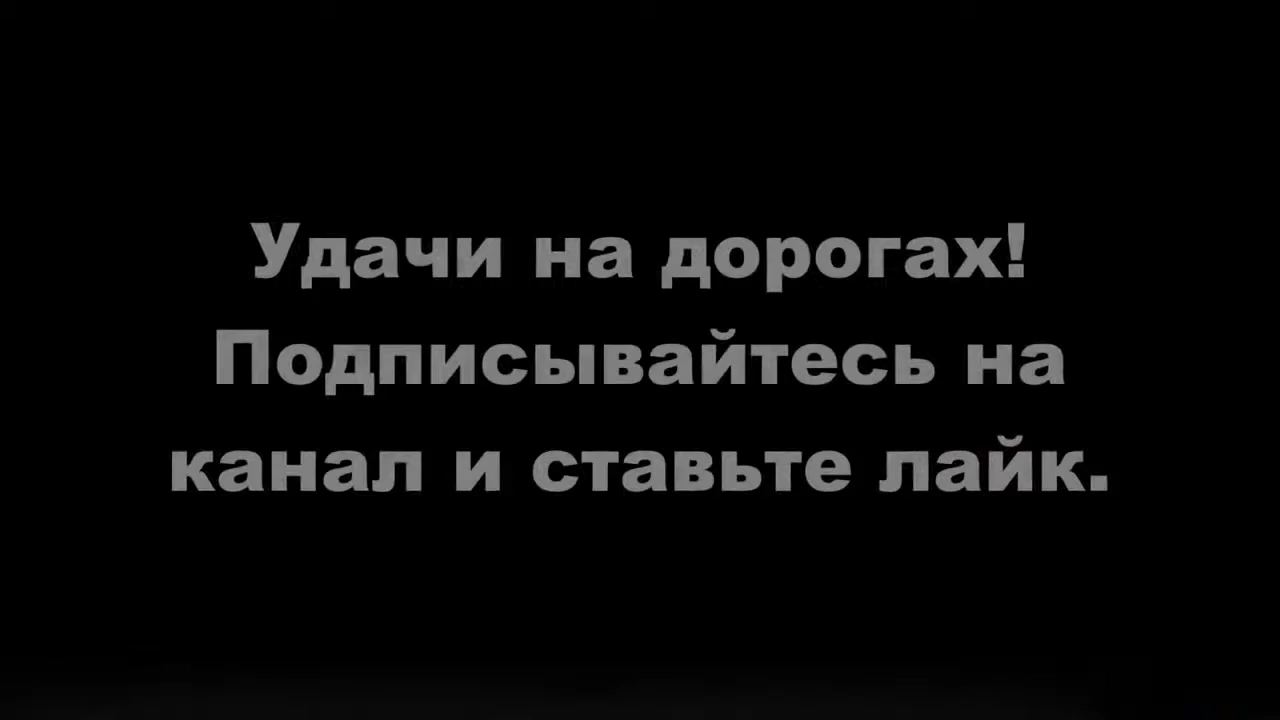 Удачи на дорогах!
Подписывайтесь на
канал и ставьте лайк.